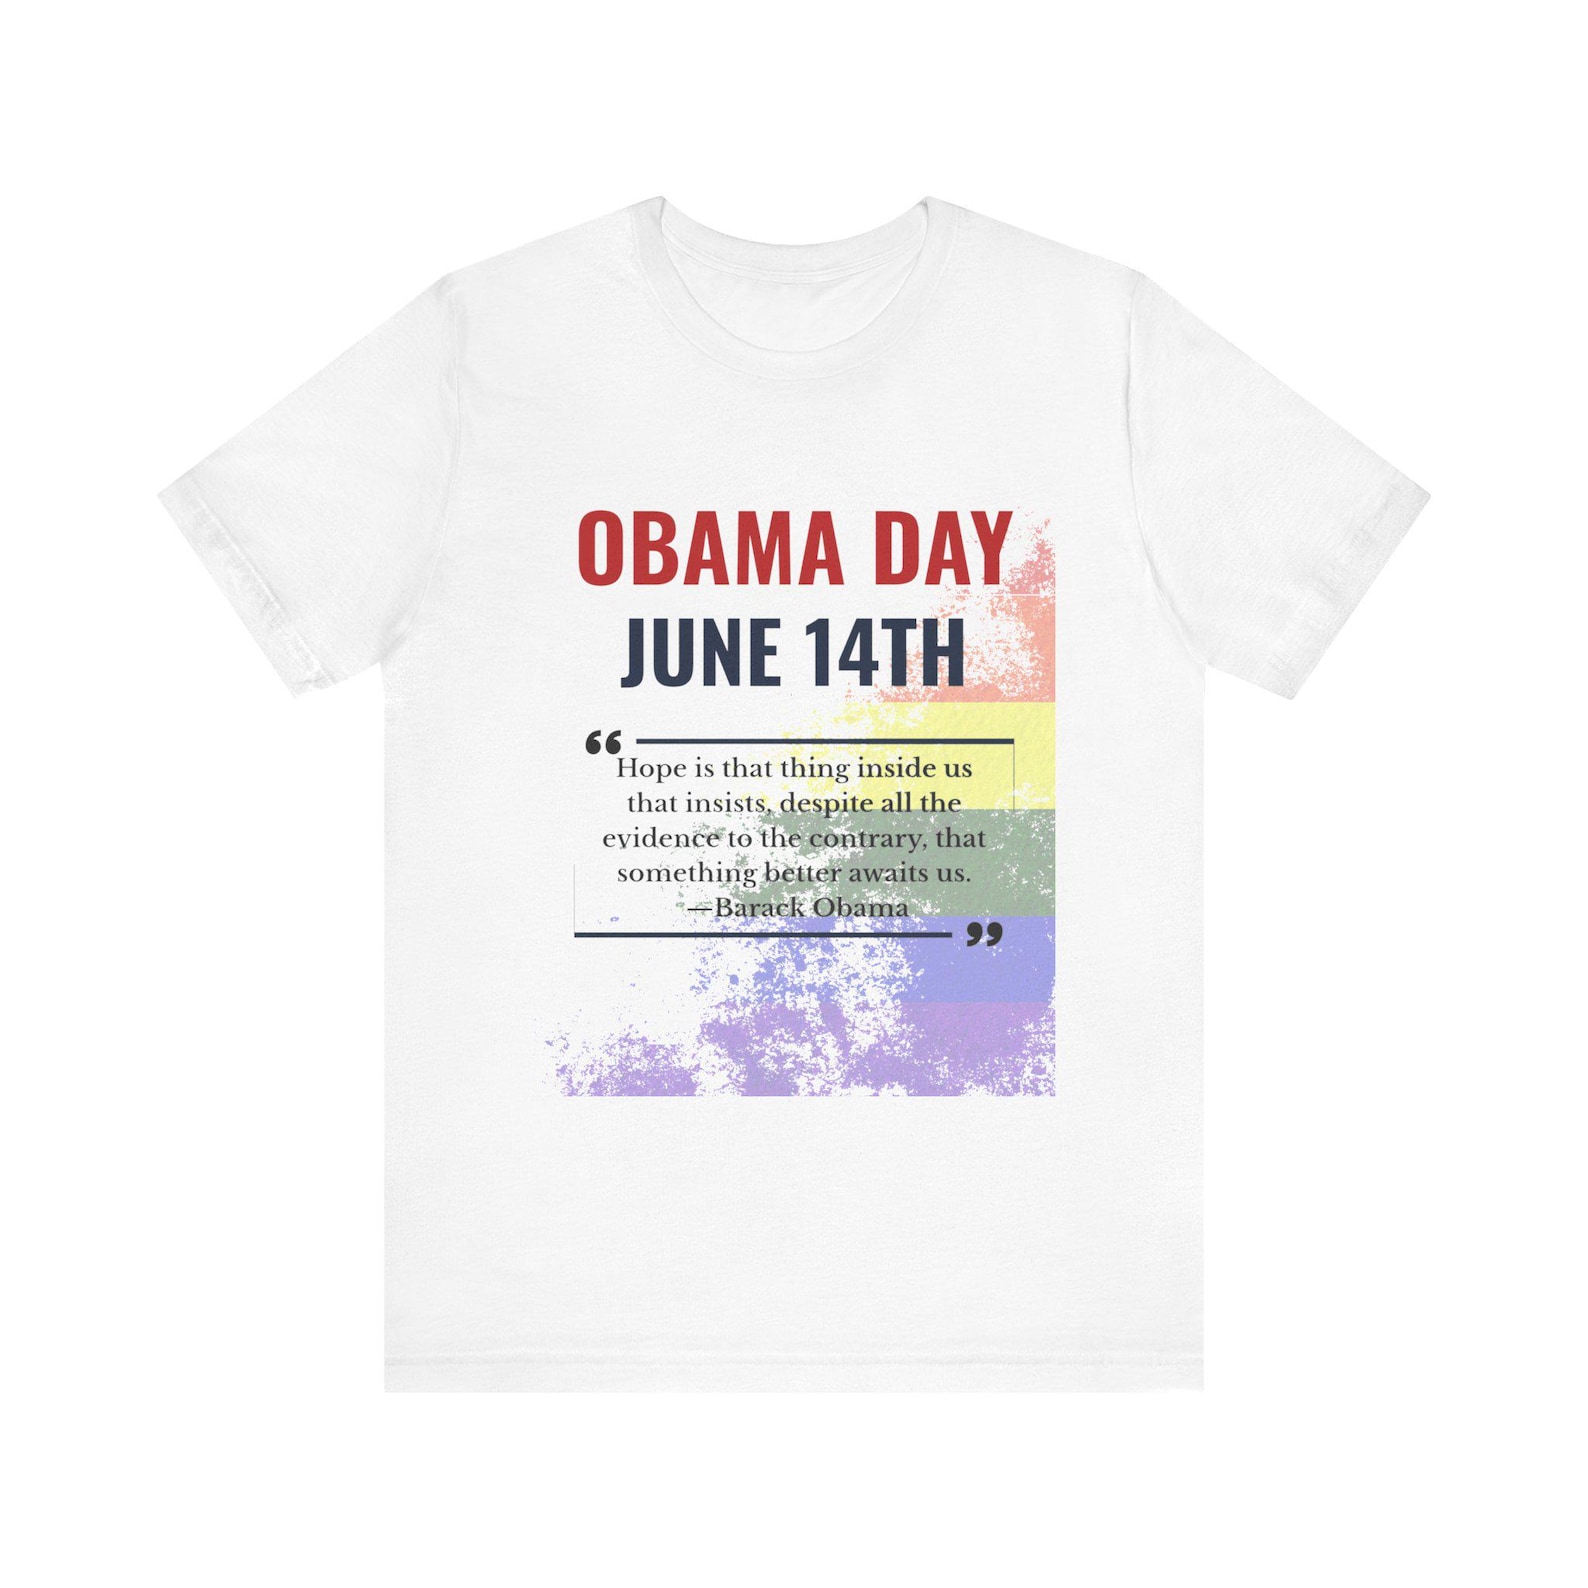 OBAMA DAY
JUNE 14TH
“
Hope is that thing inside us
that insists, despite all the
evidence to the contrary, that
something better awaits us.
—Barack Obama
”